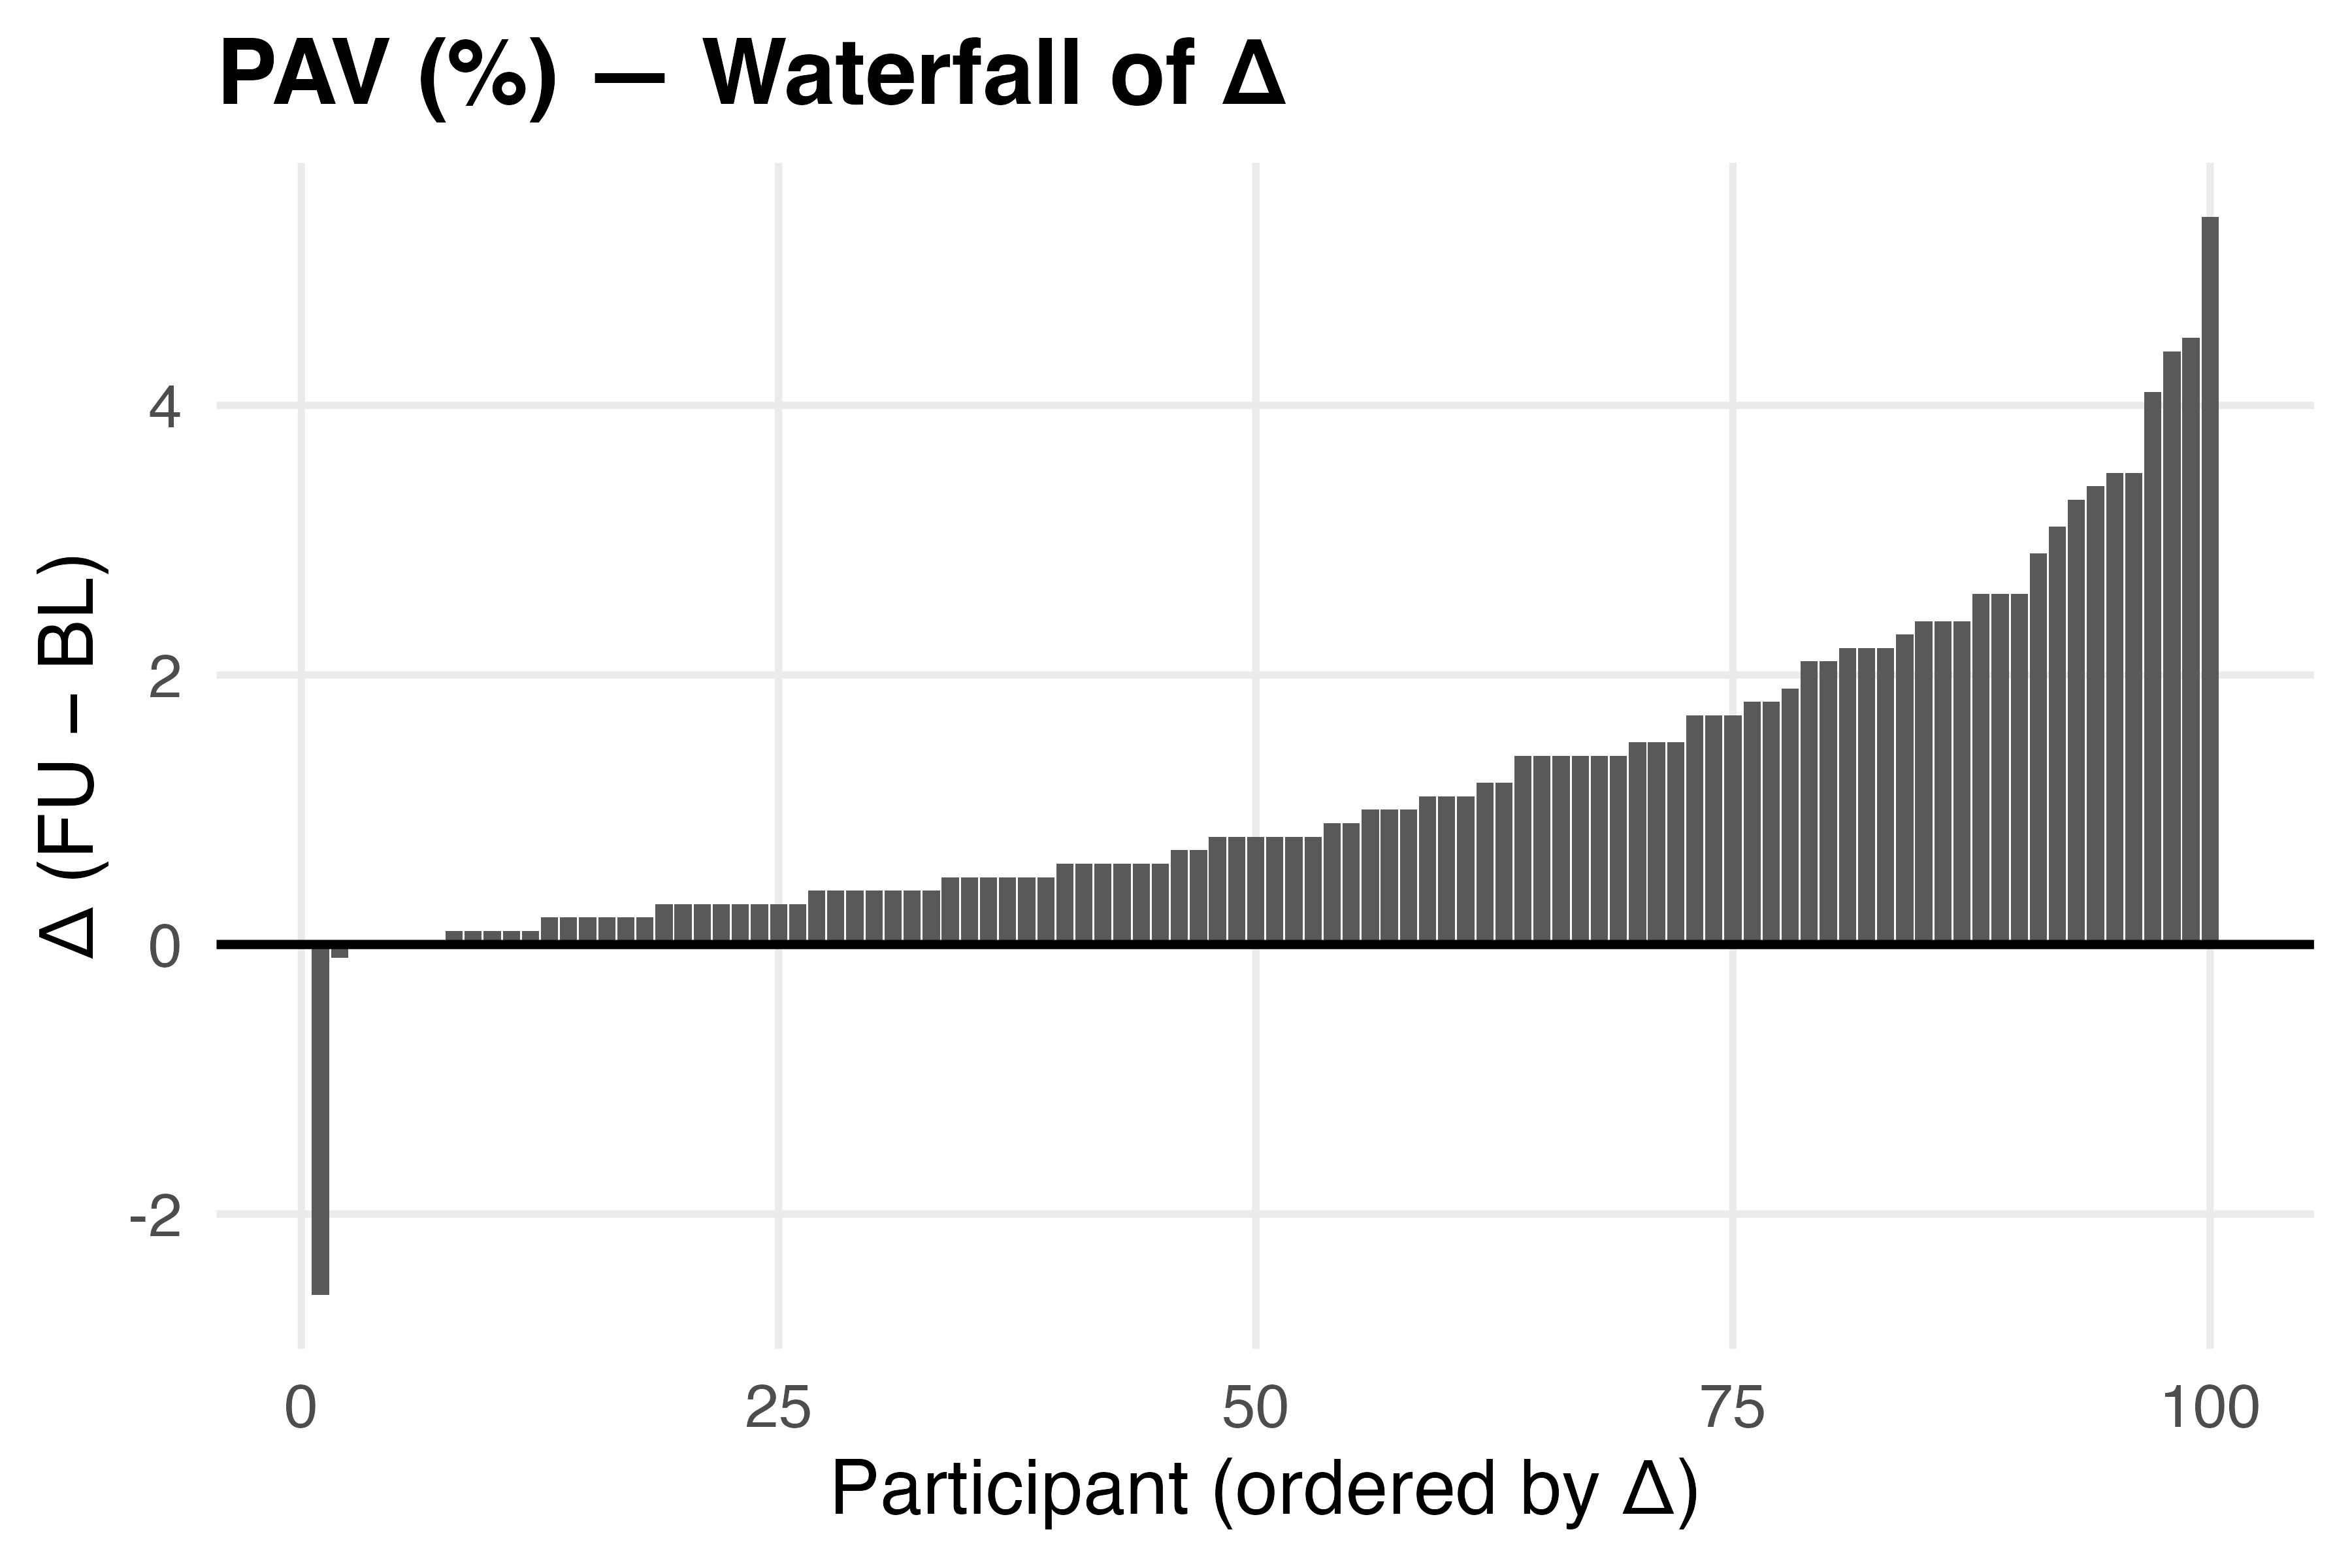 PAV (%) — Waterfall of Δ
Δ (FU – BL)
4
2
0
-2
0 25 50 75 100
Participant (ordered by Δ)